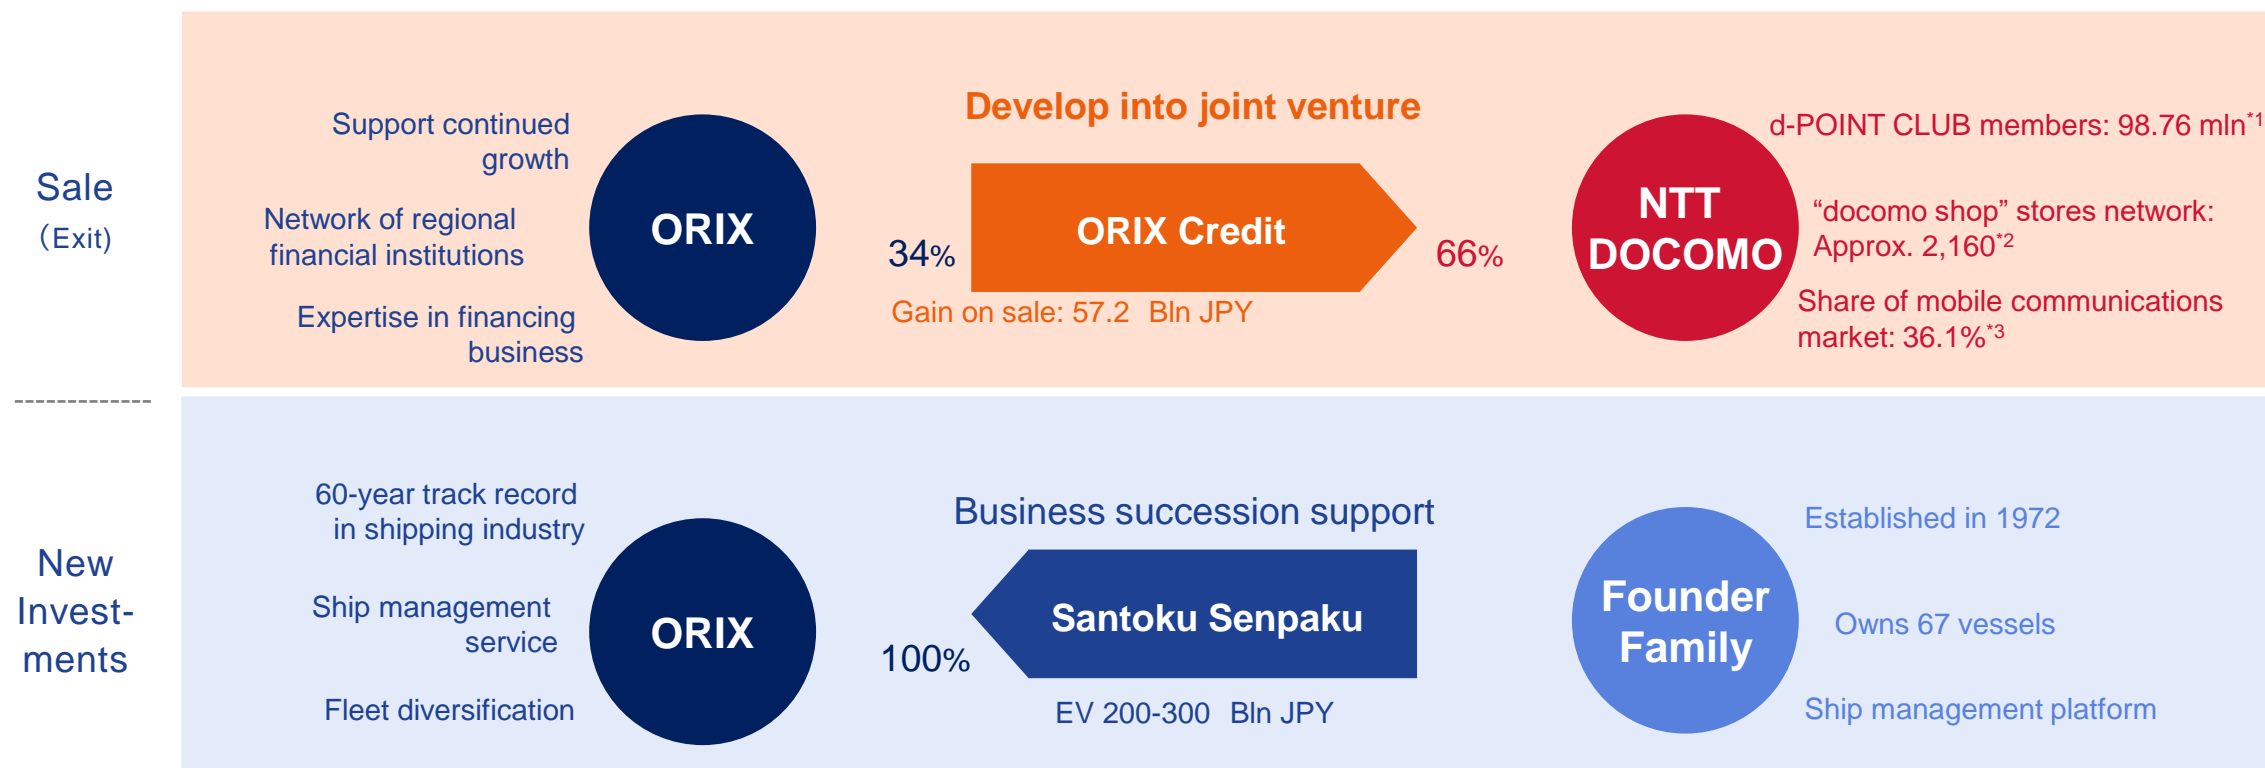 Sale
(Exit)
Support continued
growth
Network of regional
financial institutions
Expertise in financing
business
ORIX
Develop into joint venture
34%
ORIX Credit
66%
Gain on sale: 57.2 Bln JPY
NTT
DOCOMO
d-POINT CLUB members: 98.76 mln*1
“docomo shop” stores network:
Approx. 2,160*2
Share of mobile communications
market: 36.1%*3
New
Invest-
ments
60-year track record
in shipping industry
Ship management
service
Fleet diversification
ORIX
Business succession support
100%
Santoku Senpaku
EV 200-300 Bln JPY
Founder
Family
Established in 1972
Owns 67 vessels
Ship management platform